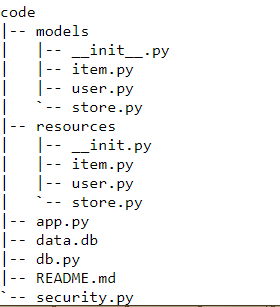 code
|-- models
|   |-- __init__.py
|   |-- item.py
|   |-- user.py
|   `-- store.py
|-- resources
|   |-- __init.py
|   |-- item.py
|   |-- user.py
|   `-- store.py
|-- app.py
|-- data.db
|-- db.py
|-- README.md
`-- security.py